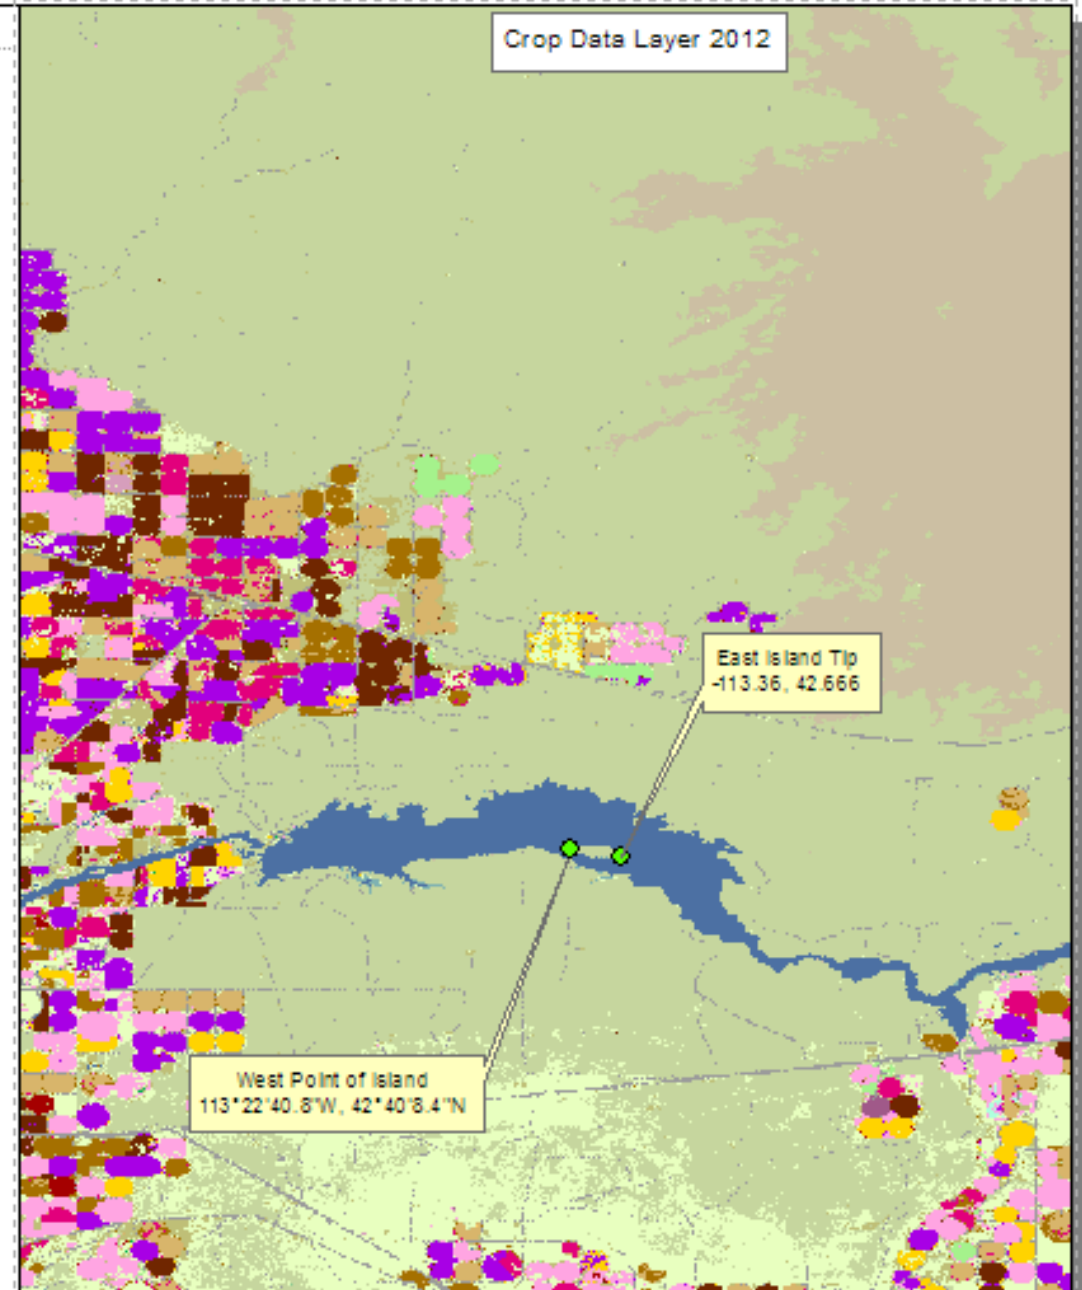 Crop Data Layer 2012
East Island Tip
-113.36, 42.666
West Point of Island
113°22'40.8"W, 42°40'8.4"N